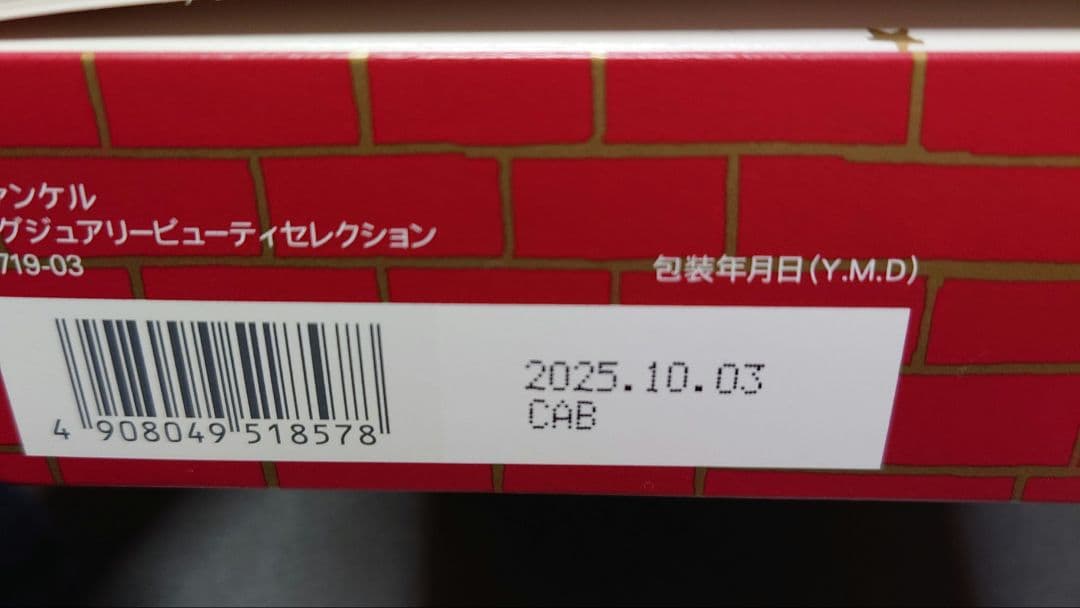 ァンケル
グジュアリービューティセレクション
719-03
包装年月日(Y.M.D)
2025.10.03
CAB
4 908049 518578